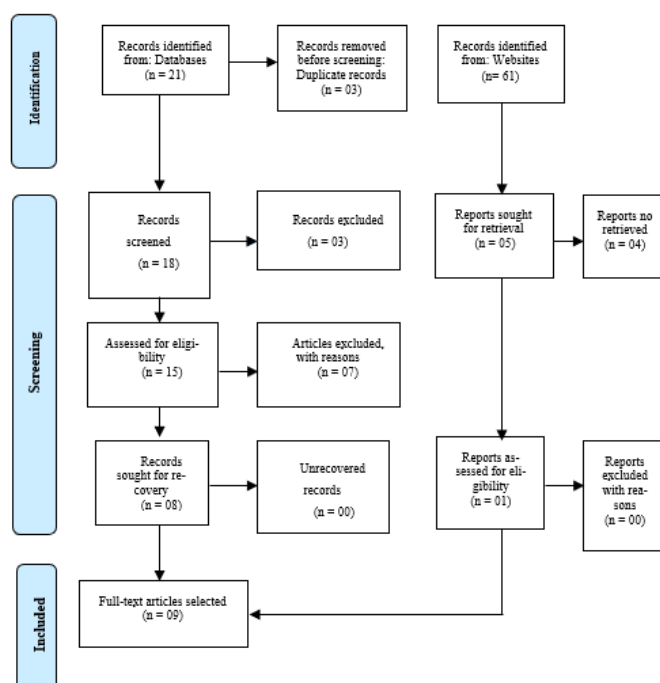 Identification
Records identified
from: Databases
(n = 21)
Records removed
before screening:
Duplicate records
(n = 03)
Records identified
from: Websites
(n= 61)
Screening
Records
screened
(n = 18)
Records excluded
(n = 03)
Reports sought
for retrieval
(n = 05)
Reports no
retrieved
(n = 04)
Assessed for eligi-
bility
(n = 15)
Articles excluded,
with reasons
(n = 07)
Records
sought for re-
covery
(n = 08)
Unrecovered
records
(n = 00)
Reports as-
sessed for eli-
gibility
(n = 01)
Reports
excluded
with rea-
sons
(n = 00)
Included
Full-text articles selected
(n = 09)